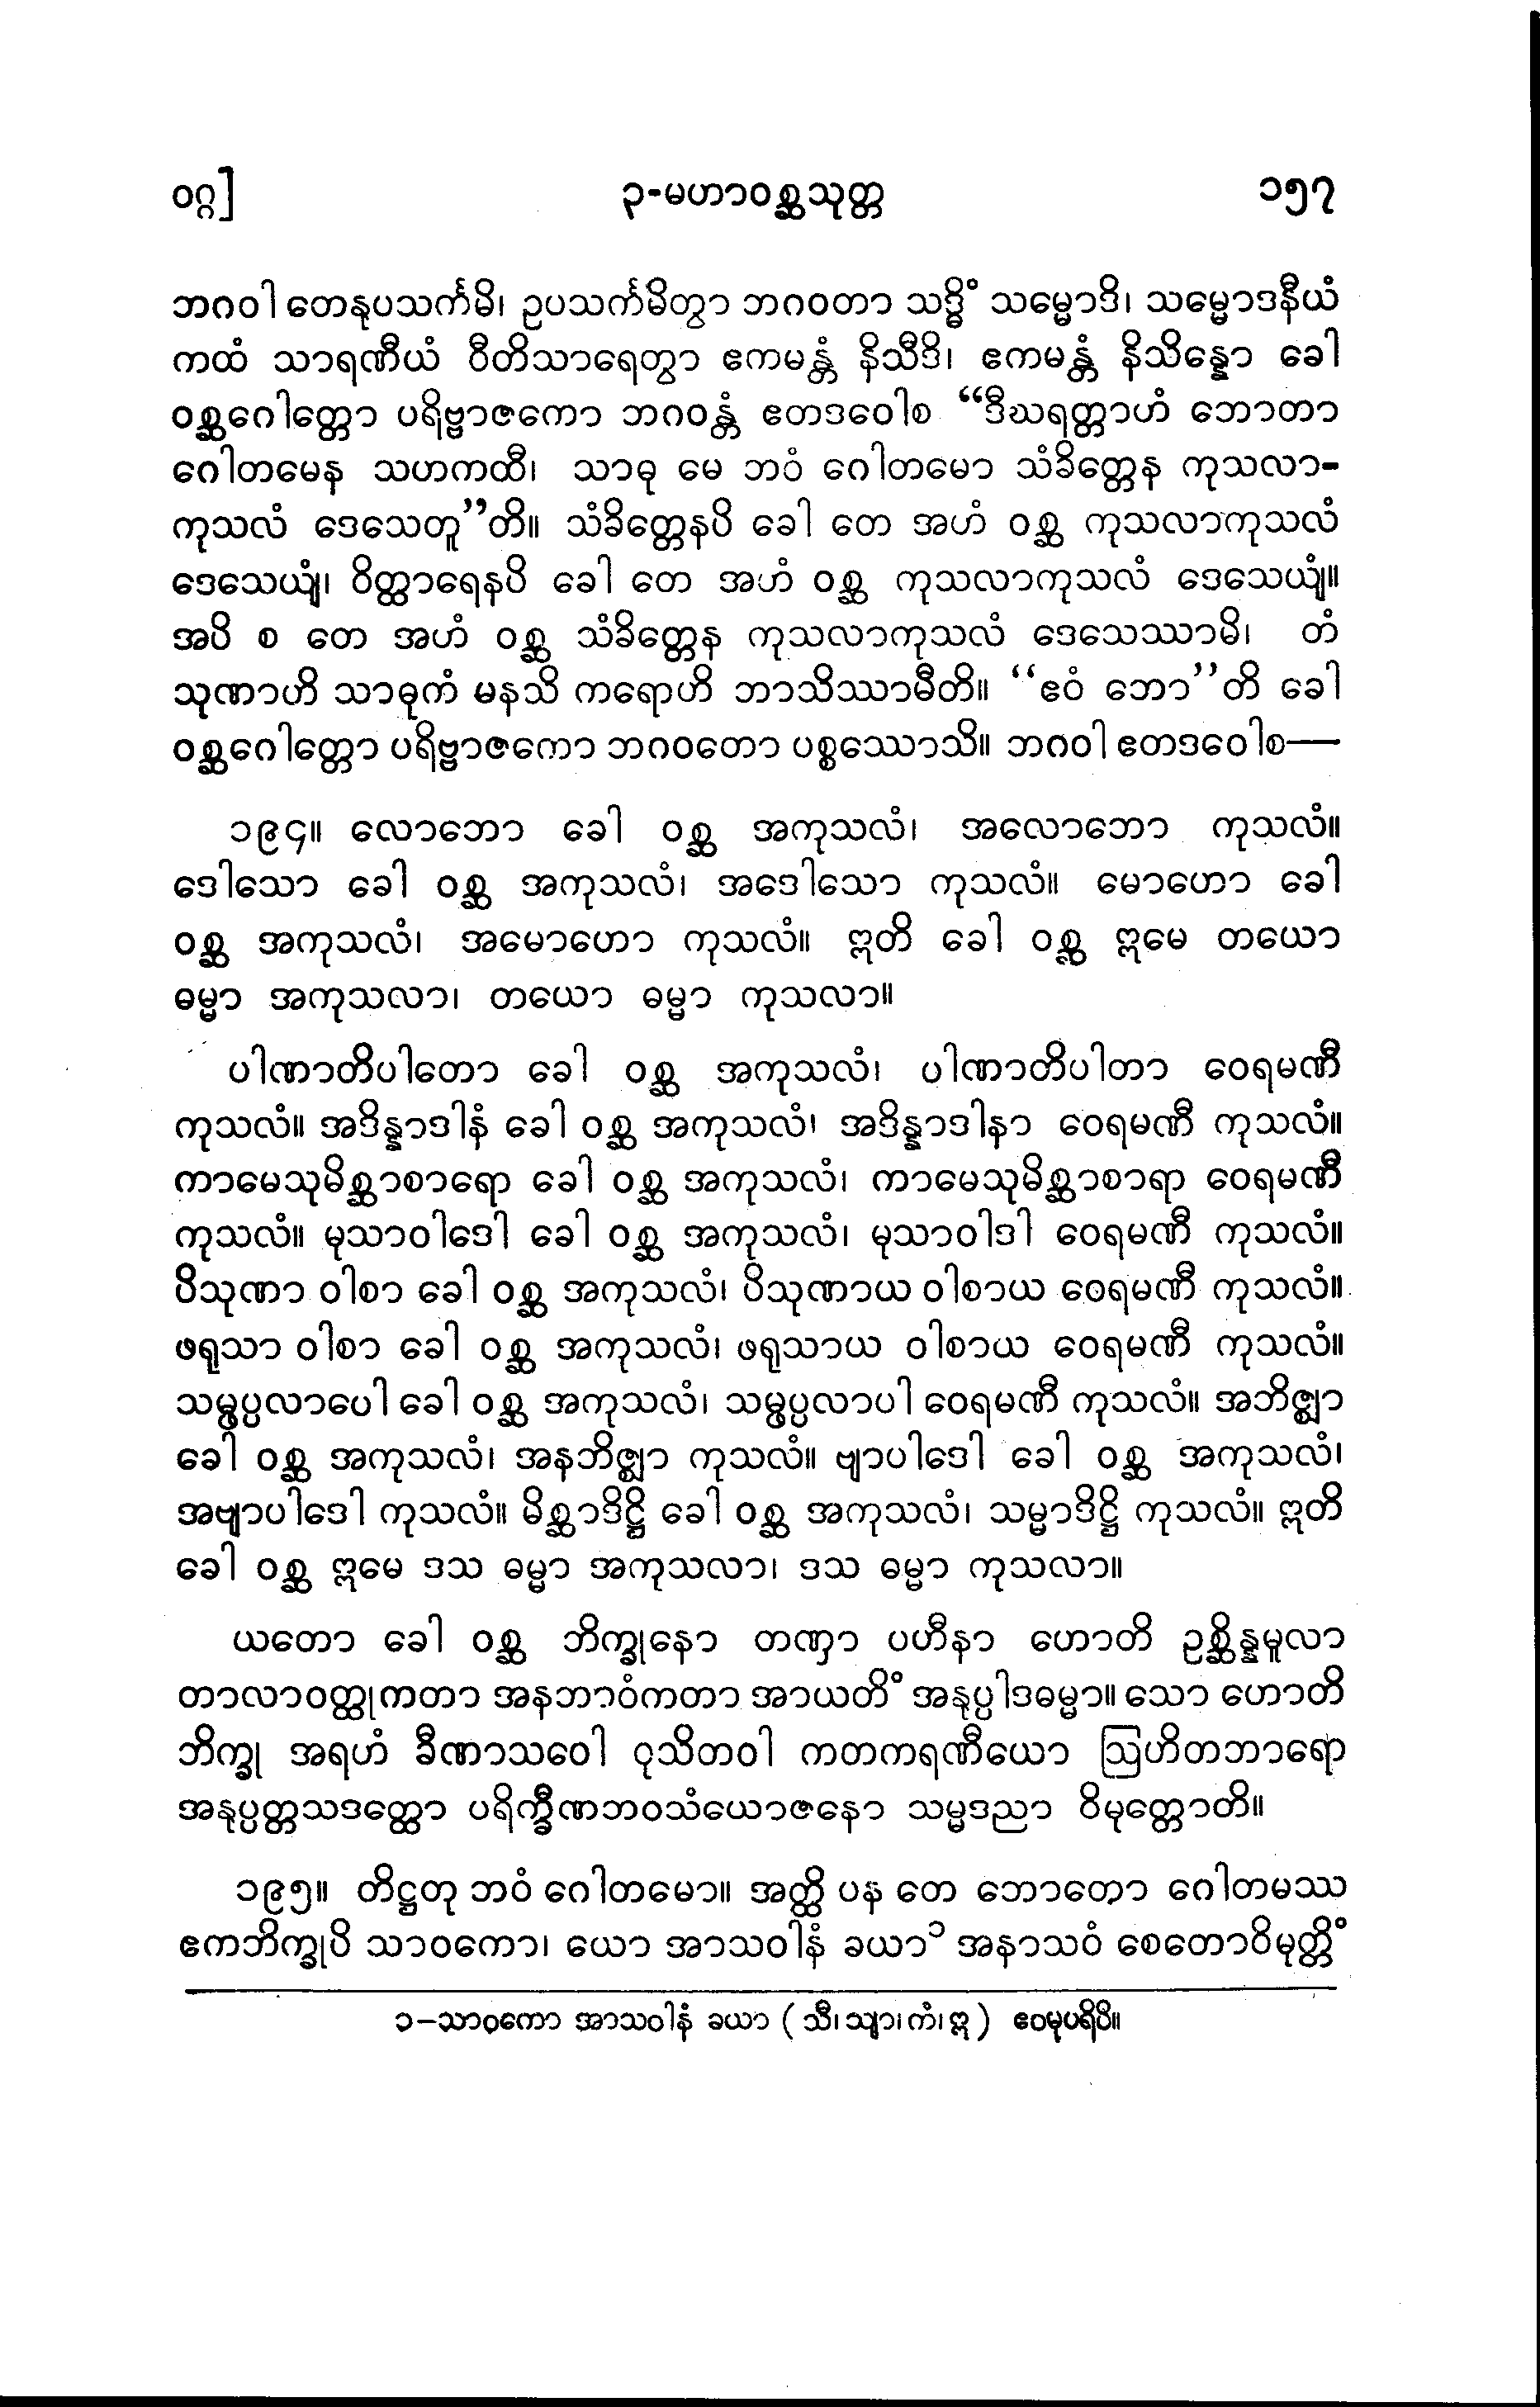 ဝဂ္ဂ] ၃-မဟာဝစ္ဆသုတ္တ ၁၅၇
ဘဂဝါ တေနုပသင်္ကမိ၊ ဥပသင်္ကမိတွာ ဘဂဝတာ သဒ္ဓိံ သမ္မောဒိ၊ သမ္မောဒနီယံ
ကထံ သာရဏီယံ ဝီတိသာရေတွာ ဧကမန္တံ နိသီဒိ၊ ဧကမန္တံ နိသိန္နော ခေါ
ဝစ္ဆဂေါတ္တော ပရိဗ္ဗာဇကော ဘဂဝန္တံ ဧတဒဝေါစ “ဒီဃရတ္တာဟံ ဘောတာ
ဂေါတမေန သဟကထီ၊ သာဓု မေ ဘဝံ ဂေါတမော သံခိတ္တေန ကုသလာ-
ကုသလံ ဒေသေတူ”တိ။ သံခိတ္တေနပိ ခေါ တေ အဟံ ဝစ္ဆ ကုသလာကုသလံ
ဒေသေယျံ၊ ဝိတ္ထာရေနပိ ခေါ တေ အဟံ ဝစ္ဆ ကုသလာကုသလံ ဒေသေယျံ။
အပိ စ တေ အဟံ ဝစ္ဆ သံခိတ္တေန ကုသလာကုသလံ ဒေသေဿာမိ၊ တံ
သုဏာဟိ သာဓုကံ မနသိ ကရောဟိ ဘာသိဿာမီတိ။ “ဧဝံ ဘော”တိ ခေါ
ဝစ္ဆဂေါတ္တော ပရိဗ္ဗာဇကော ဘဂဝတော ပစ္စဿောသိ။ ဘဂဝါ ဧတဒဝေါစ—
၁၉၄။ လောဘော ခေါ ဝစ္ဆ အကုသလံ၊ အလောဘော ကုသလံ။
ဒေါသော ခေါ ဝစ္ဆ အကုသလံ၊ အဒေါသော ကုသလံ။ မောဟော ခေါ
ဝစ္ဆ အကုသလံ၊ အမောဟော ကုသလံ။ ဣတိ ခေါ ဝစ္ဆ ဣမေ တယော
ဓမ္မာ အကုသလာ၊ တယော ဓမ္မာ ကုသလာ။
ပါဏာတိပါတော ခေါ ဝစ္ဆ အကုသလံ၊ ပါဏာတိပါတာ ဝေရမဏီ
ကုသလံ။ အဒိန္နာဒါနံ ခေါ ဝစ္ဆ အကုသလံ၊ အဒိန္နာဒါနာ ဝေရမဏီ ကုသလံ။
ကာမေသုမိစ္ဆာစာရော ခေါ ဝစ္ဆ အကုသလံ၊ ကာမေသုမိစ္ဆာစာရာ ဝေရမဏီ
ကုသလံ။ မုသာဝါဒေါ ခေါ ဝစ္ဆ အကုသလံ၊ မုသာဝါဒါ ဝေရမဏီ ကုသလံ။
ပိသုဏာ ဝါစာ ခေါ ဝစ္ဆ အကုသလံ၊ ပိသုဏာယ ဝါစာယ ဝေရမဏီ ကုသလံ။
ဖရုသာ ဝါစာ ခေါ ဝစ္ဆ အကုသလံ၊ ဖရုသာယ ဝါစာယ ဝေရမဏီ ကုသလံ။
သမ္ဖပ္ပလာပေါ ခေါ ဝစ္ဆ အကုသလံ၊ သမ္ဖပ္ပလာပါ ဝေရမဏီ ကုသလံ။ အဘိဇ္ဈာ
ခေါ ဝစ္ဆ အကုသလံ၊ အနဘိဇ္ဈာ ကုသလံ။ ဗျာပါဒေါ ခေါ ဝစ္ဆ အကုသလံ၊
အဗျာပါဒေါ ကုသလံ။ မိစ္ဆာဒိဋ္ဌိ ခေါ ဝစ္ဆ အကုသလံ၊ သမ္မာဒိဋ္ဌိ ကုသလံ။ ဣတိ
ခေါ ဝစ္ဆ ဣမေ ဒသ ဓမ္မာ အကုသလာ၊ ဒသ ဓမ္မာ ကုသလာ။
ယတော ခေါ ဝစ္ဆ ဘိက္ခုနော တဏှာ ပဟီနာ ဟောတိ ဥစ္ဆိန္နမူလာ
တာလာဝတ္ထုကတာ အနဘာဝံကတာ အာယတိံ အနုပ္ပါဒဓမ္မာ။ သော ဟောတိ
ဘိက္ခု အရဟံ ခီဏာသဝေါ ဝုသိတဝါ ကတကရဏီယော ဩဟိတဘာရော
အနုပ္ပတ္တသဒတ္ထော ပရိက္ခီဏဘဝသံယောဇနော သမ္မဒညာ ဝိမုတ္တောတိ။
၁၉၅။ တိဋ္ဌတု ဘဝံ ဂေါတမော။ အတ္ထိ ပန တေ ဘောတော ဂေါတမဿ
ဧကဘိက္ခုပိ သာဝကော၊ ယော အာသဝါနံ ခယာ၁ အနာသဝံ စေတောဝိမုတ္တိံ
၁–သာဝကော အာသဝါနံ ခယာ (သီ၊ သျာ၊ ကံ၊ ဣ) ဧဝမုပရိပိ။